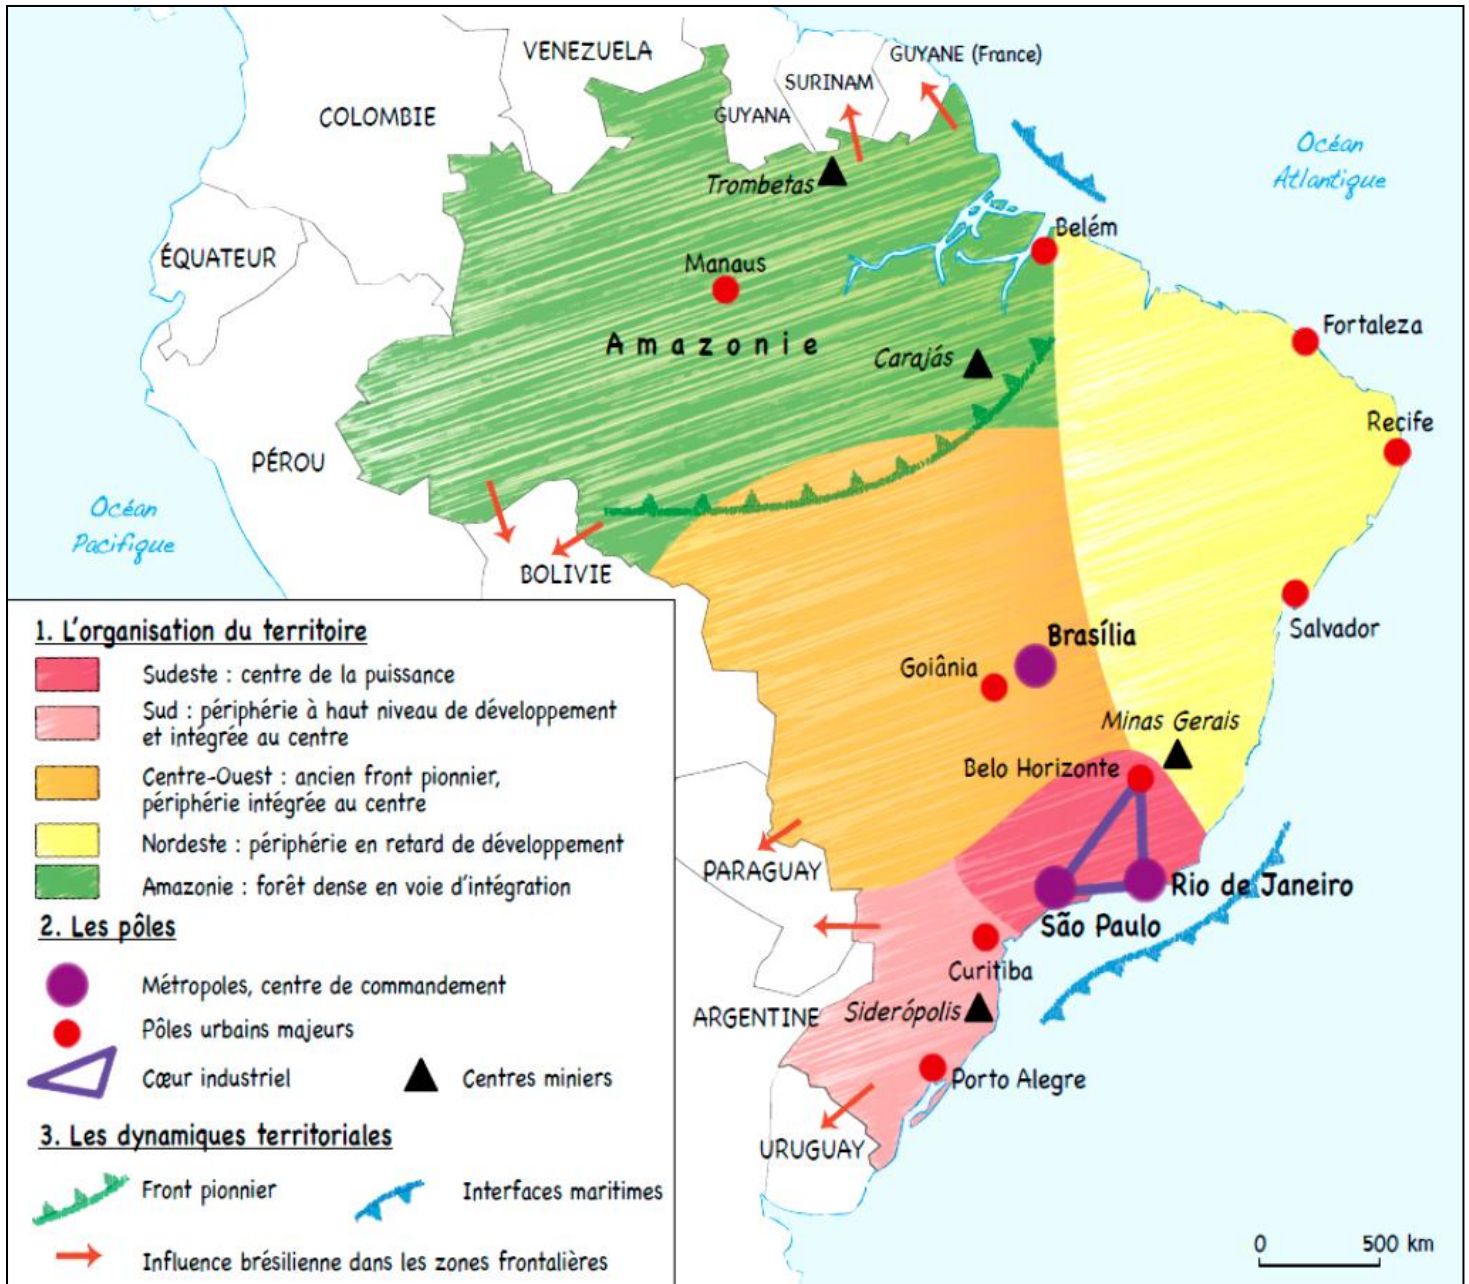 VENEZUELA
GUYANE (France)
SURINAM
COLOMBIE
GUYANA
Océan
Atlantique
Trombetas
Belém
ÉQUATEUR
Manaus
Fortaleza
Amazonie
Carajás
Recife
PÉROU
Océan
Pacifique
BOLIVIE
Salvador
Brasília
Goiânia
Minas Gerais
Belo Horizonte
PARAGUAY
Rio de Janeiro
São Paulo
Curitiba
ARGENTINE
Siderópolis
Porto Alegre
URUGUAY
1. L'organisation du territoire
Sudeste : centre de la puissance
Sud : périphérie à haut niveau de développement
et intégrée au centre
Centre-Ouest : ancien front pionnier,
périphérie intégrée au centre
Nordeste : périphérie en retard de développement
Amazonie : forêt dense en voie d'intégration
2. Les pôles
Métropoles, centre de commandement
Pôles urbains majeurs
Cœur industriel
Centres miniers
3. Les dynamiques territoriales
Front pionnier
Interfaces maritimes
Influence brésilienne dans les zones frontalières
0 500 km